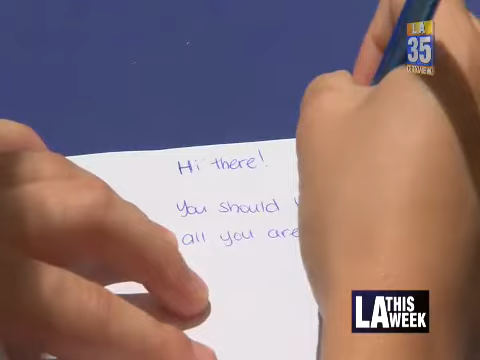 LA
35
Hi there!
You should
all you are
LA THIS
WEEK